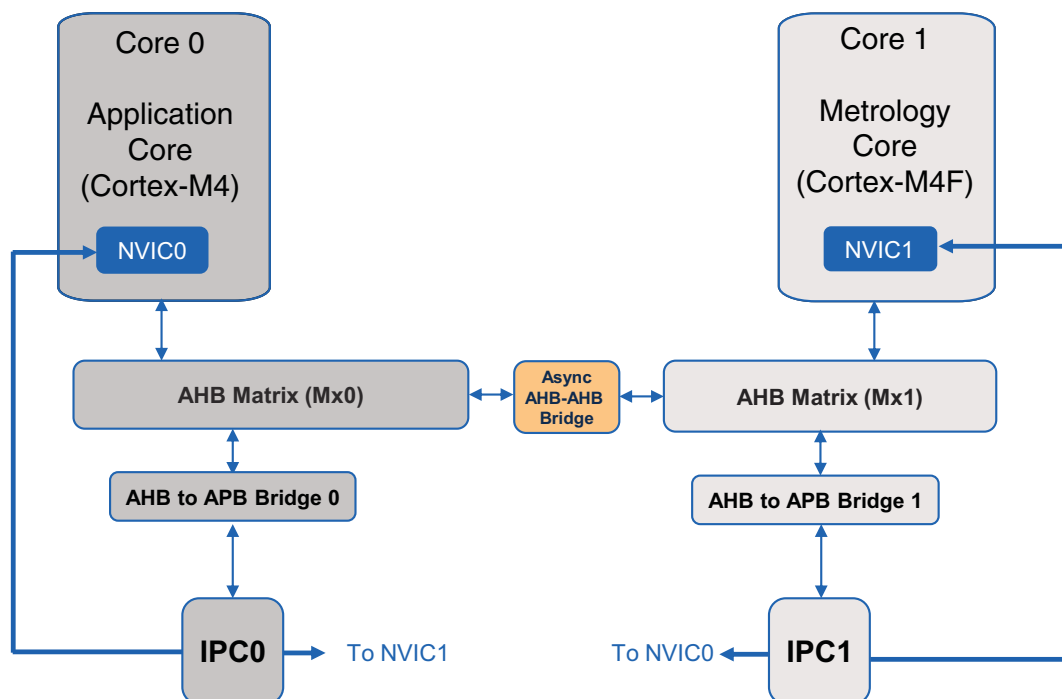 Core 0
Application
Core
(Cortex-M4)
NVIC0
Core 1
Metrology
Core
(Cortex-M4F)
NVIC1
AHB Matrix (Mx0)
Async
AHB-AHB
Bridge
AHB Matrix (Mx1)
AHB to APB Bridge 0
AHB to APB Bridge 1
IPC0
To NVIC1
To NVIC0
IPC1